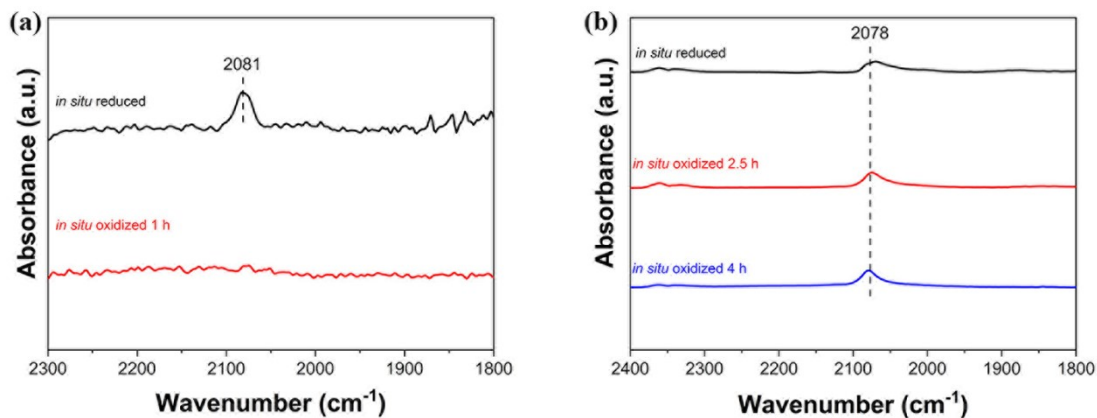 (a)
2081
in situ reduced
in situ oxidized 1 h
Absorbance (a.u.)
2300 2200 2100 2000 1900 1800
Wavenumber (cm⁻¹)
(b)
2078
in situ reduced
in situ oxidized 2.5 h
in situ oxidized 4 h
Absorbance (a.u.)
2400 2300 2200 2100 2000 1900 1800
Wavenumber (cm⁻¹)